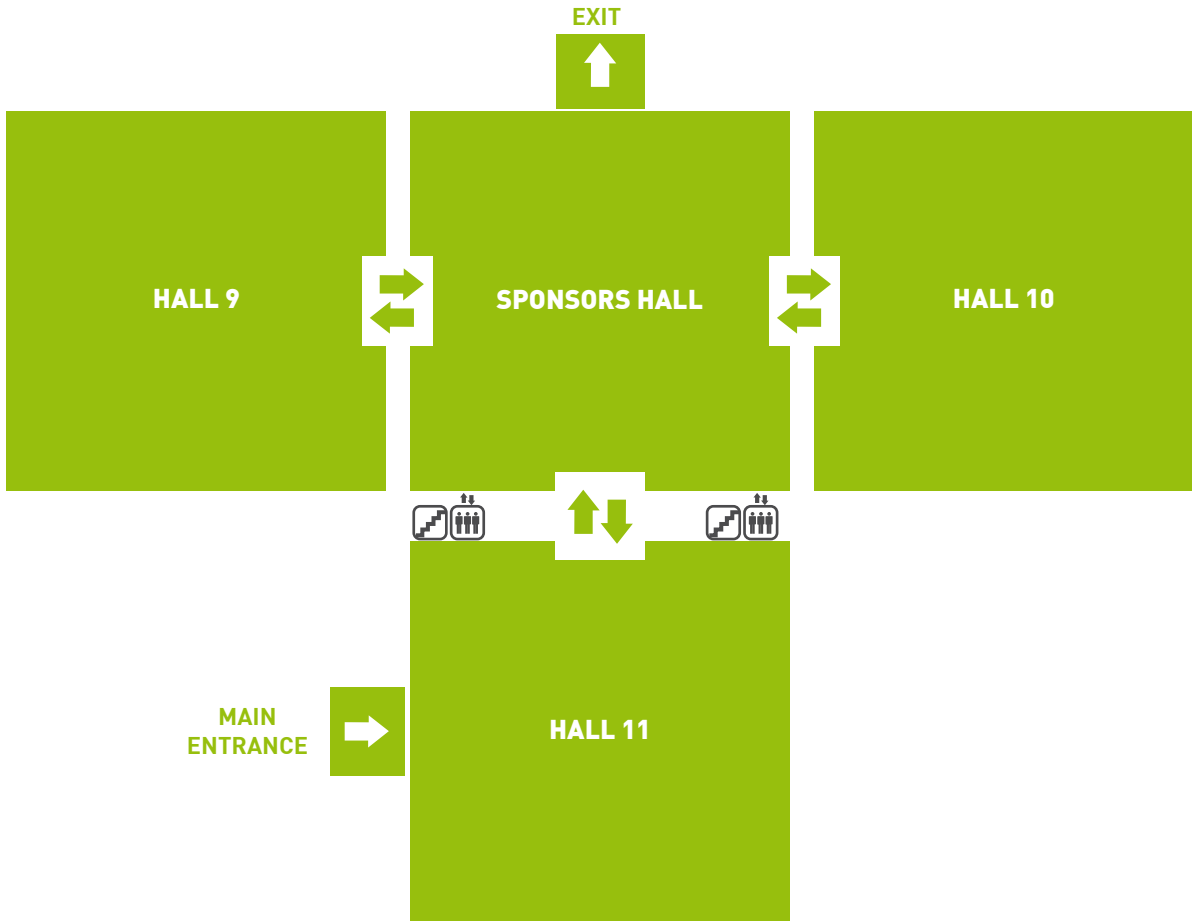 EXIT
HALL 9
SPONSORS HALL
HALL 10
MAIN
ENTRANCE
HALL 11